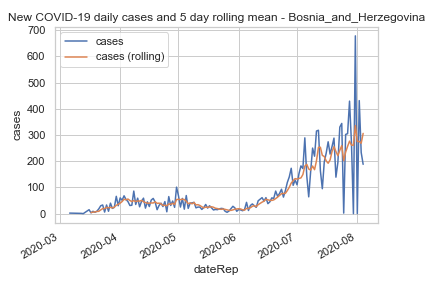 New COVID-19 daily cases and 5 day rolling mean - Bosnia_and_Herzegovina
cases
cases (rolling)
700
600
500
400
300
200
100
0
cases
2020-03
2020-04
2020-05
2020-06
2020-07
2020-08
dateRep